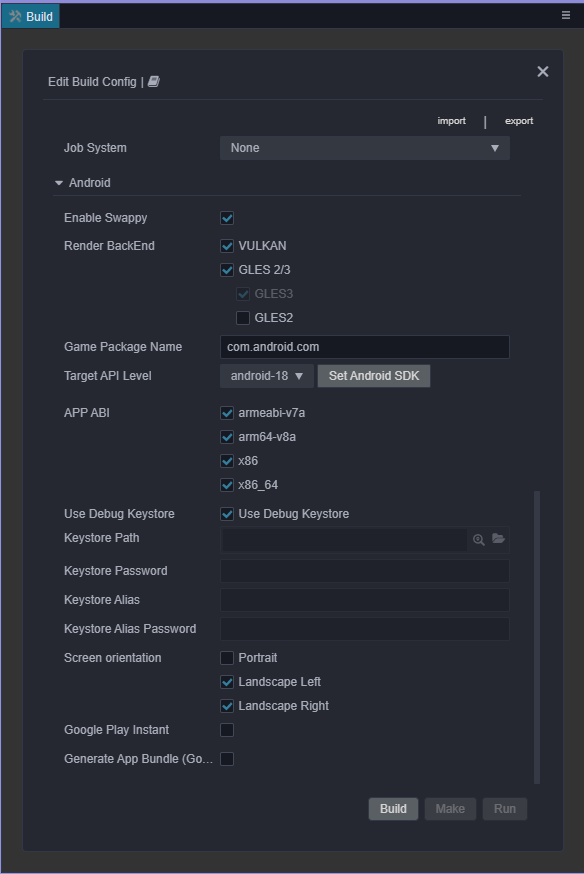 Build
Edit Build Config |
import | export
Job System None
Android
Enable Swappy
Render BackEnd VULKAN
GLES 2/3
GLES3
GLES2
Game Package Name com.android.com
Target API Level android-18 Set Android SDK
APP ABI armeabi-v7a
arm64-v8a
x86
x86_64
Use Debug Keystore Use Debug Keystore
Keystore Path
Keystore Password
Keystore Alias
Keystore Alias Password
Screen orientation Portrait
Landscape Left
Landscape Right
Google Play Instant
Generate App Bundle (Go...
Build Make Run